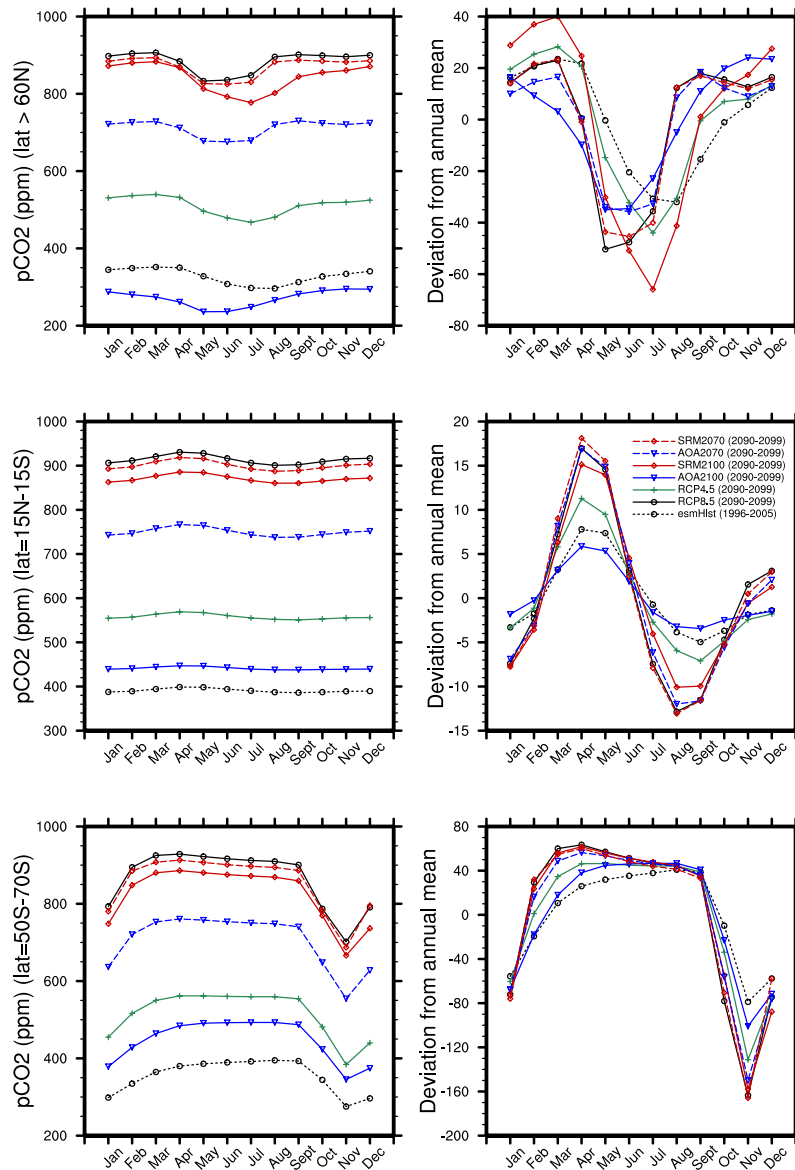 pCO2 (ppm) (lat > 60N)
1000
800
600
400
200
Jan
Feb
Mar
Apr
May
Jun
Jul
Aug
Sept
Oct
Nov
Dec
Deviation from annual mean
40
20
0
-20
-40
-60
-80
Jan
Feb
Mar
Apr
May
Jun
Jul
Aug
Sept
Oct
Nov
Dec
pCO2 (ppm) (lat=15N-15S)
1000
900
800
700
600
500
400
300
Jan
Feb
Mar
Apr
May
Jun
Jul
Aug
Sept
Oct
Nov
Dec
Deviation from annual mean
20
15
10
5
0
-5
-10
-15
SRM2070 (2090-2099)
AOA2070 (2090-2099)
SRM2100 (2090-2099)
AOA2100 (2090-2099)
RCP4.5 (2090-2099)
RCP8.5 (2090-2099)
esmHist (1996-2005)
Jan
Feb
Mar
Apr
May
Jun
Jul
Aug
Sept
Oct
Nov
Dec
pCO2 (ppm) (lat=50S-70S)
1000
800
600
400
200
Jan
Feb
Mar
Apr
May
Jun
Jul
Aug
Sept
Oct
Nov
Dec
Deviation from annual mean
80
40
0
-40
-80
-120
-160
-200
Jan
Feb
Mar
Apr
May
Jun
Jul
Aug
Sept
Oct
Nov
Dec